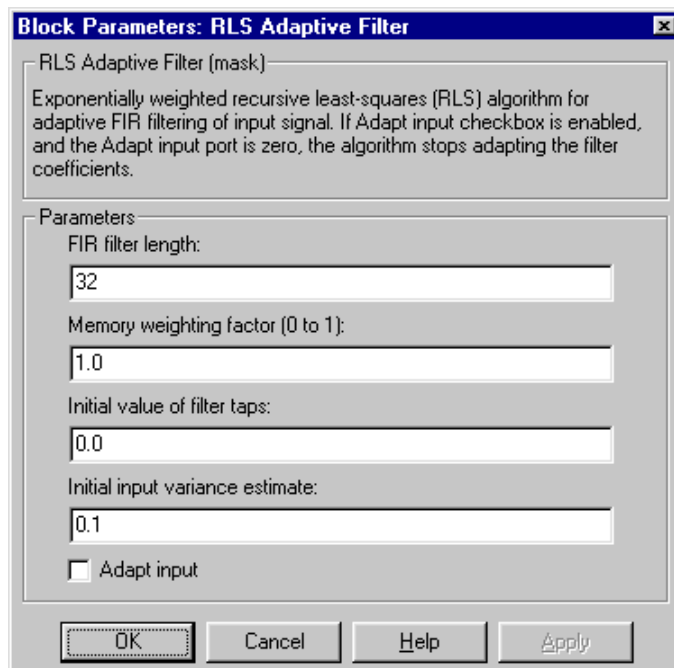 Block Parameters: RLS Adaptive Filter
RLS Adaptive Filter (mask)
Exponentially weighted recursive least-squares (RLS) algorithm for
adaptive FIR filtering of input signal. If Adapt input checkbox is enabled,
and the Adapt input port is zero, the algorithm stops adapting the filter
coefficients.
Parameters
FIR filter length:
32
Memory weighting factor (0 to 1):
1.0
Initial value of filter taps:
0.0
Initial input variance estimate:
0.1
Adapt input
OK Cancel Help Apply